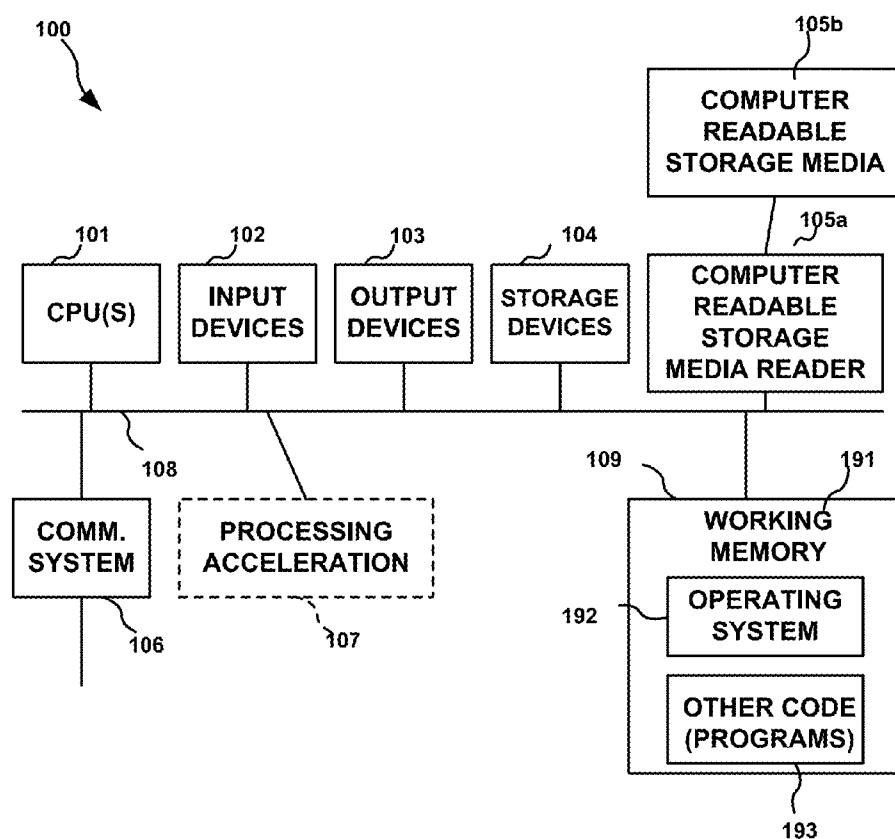 100
105b
COMPUTER
READABLE
STORAGE MEDIA
101
102
103
104
105a
CPU(S)
INPUT
DEVICES
OUTPUT
DEVICES
STORAGE
DEVICES
COMPUTER
READABLE
STORAGE
MEDIA READER
108
109
191
COMM.
SYSTEM
PROCESSING
ACCELERATION
WORKING
MEMORY
192
OPERATING
SYSTEM
106
107
OTHER CODE
(PROGRAMS)
193